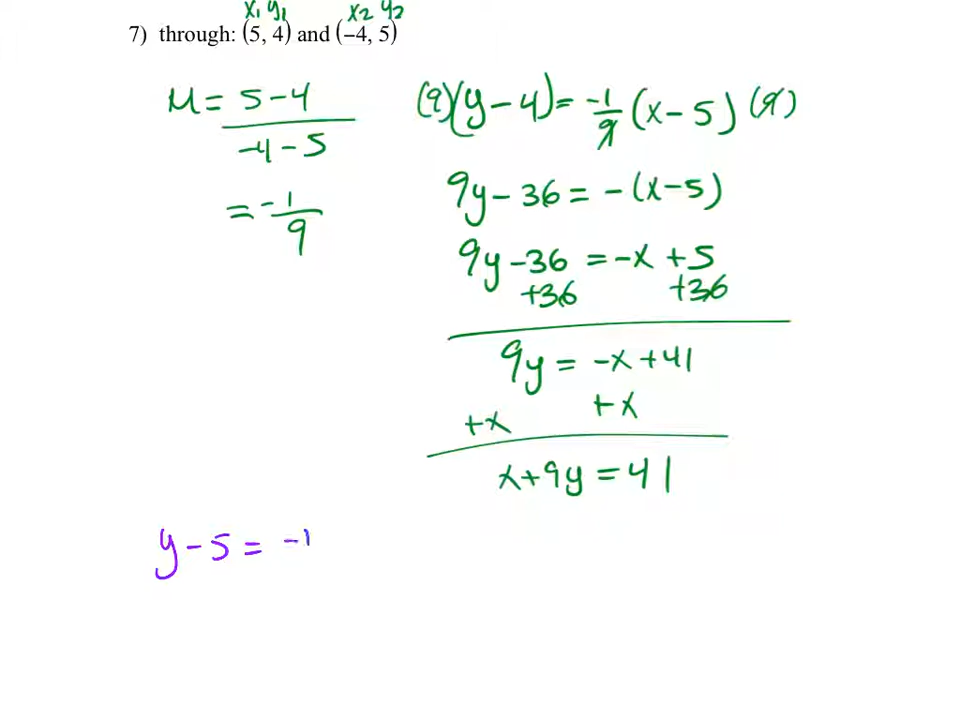 x₁ y₁ x₂ y₂
7) through: (5, 4) and (−4, 5)
M = 5 - 4 / -4 - 5
= -1/9
(9)(y - 4) = -1/9 (x - 5) (9)
9y - 36 = -(x - 5)
9y - 36 = -x + 5
+36 +36
9y = -x + 41
+x +x
x + 9y = 41
y - 5 = -1